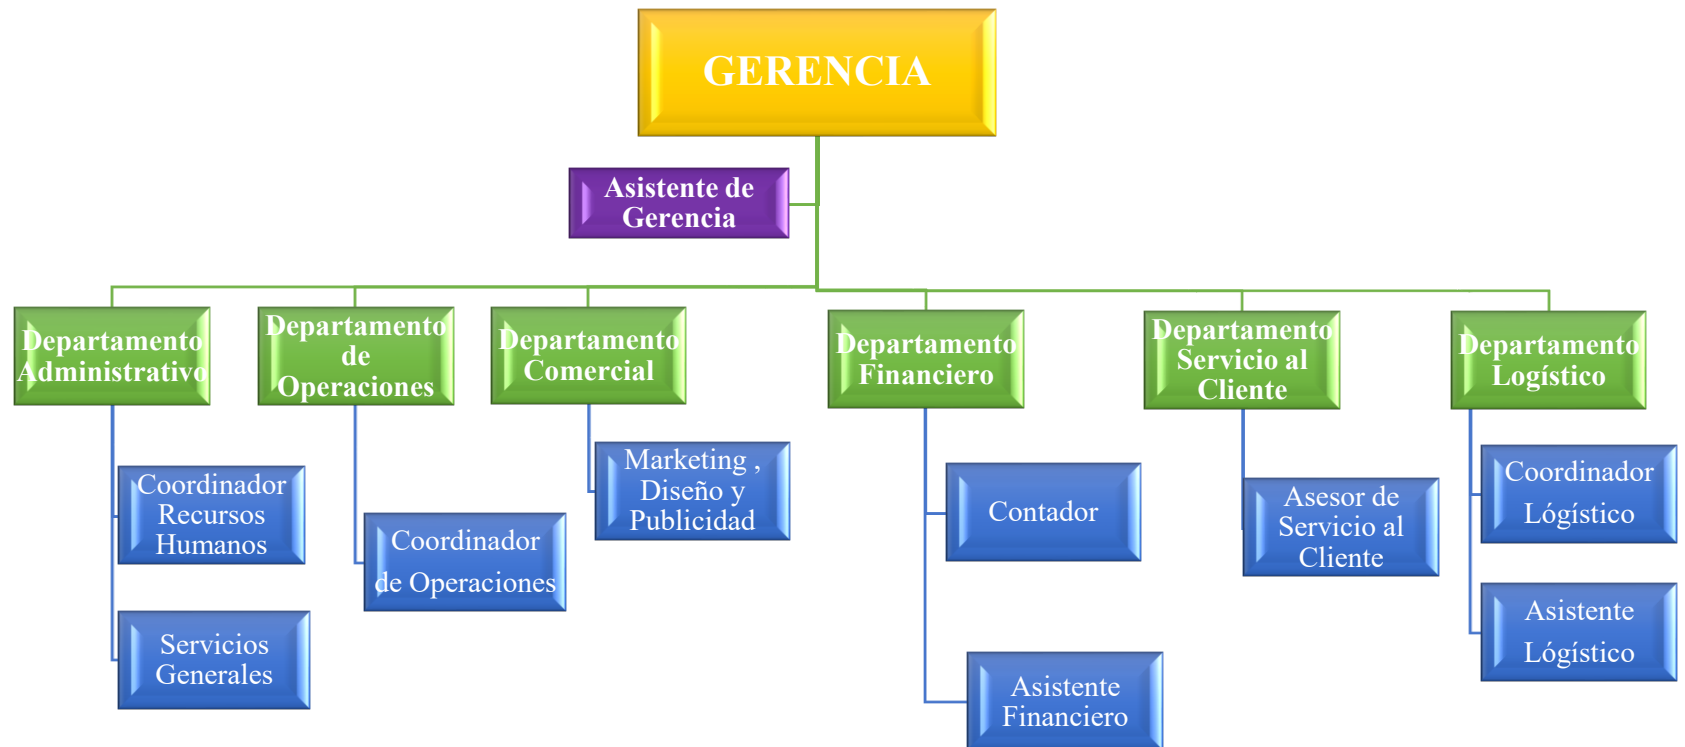 GERENCIA
Asistente de
Gerencia
Departamento
Administrativo
Departamento
de
Operaciones
Departamento
Comercial
Departamento
Financiero
Departamento
Servicio al
Cliente
Departamento
Logístico
Coordinador
Recursos
Humanos
Servicios
Generales
Coordinador
de Operaciones
Marketing ,
Diseño y
Publicidad
Contador
Asistente
Financiero
Asesor de
Servicio al
Cliente
Coordinador
Lógístico
Asistente
Lógístico